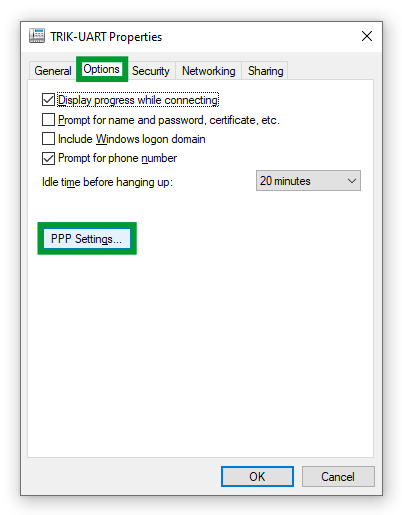 TRIK-UART Properties
General Options Security Networking Sharing
Display progress while connecting
Prompt for name and password, certificate, etc.
Include Windows logon domain
Prompt for phone number
Idle time before hanging up: 20 minutes
PPP Settings...
OK Cancel